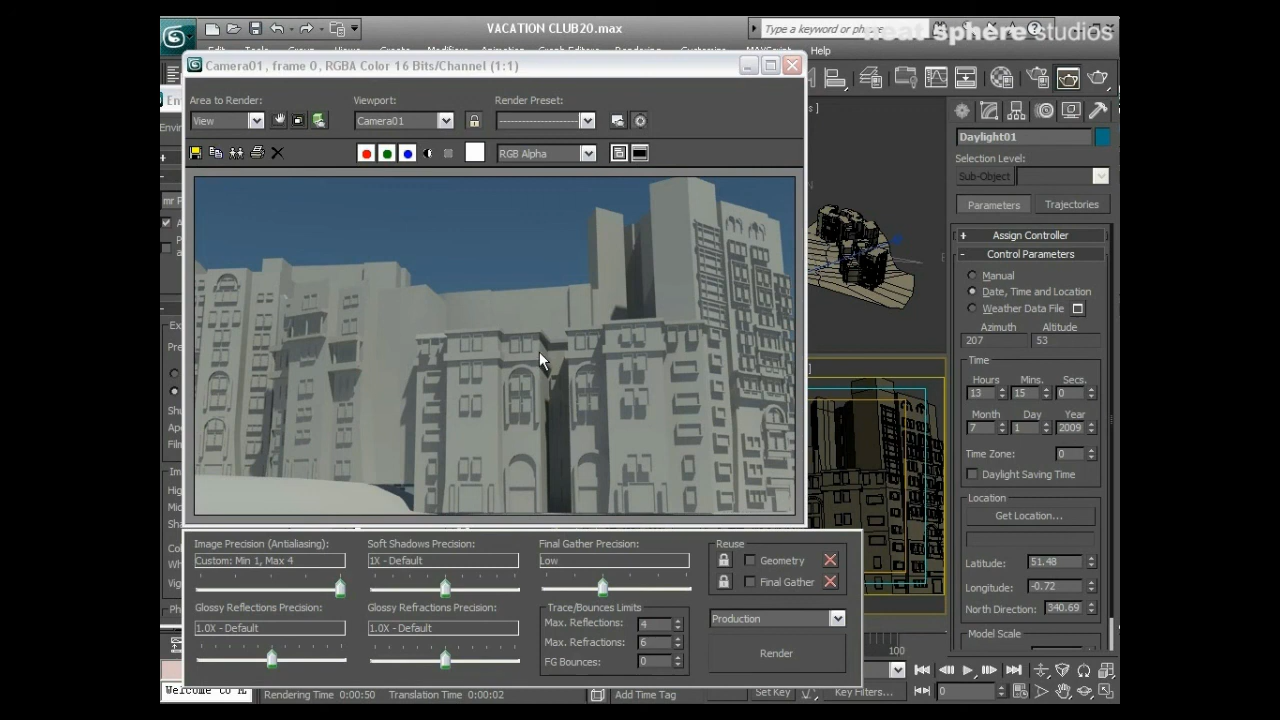 VACATION CLUB20.max
Type a keyword or phrase
sphere studios
Help
Camera01, frame 0, RGBA Color 16 Bits/Channel (1:1)
Area to Render:
Viewport:
Render Preset:
View
Camera01
RGB Alpha
Daylight01
Selection Level:
Sub-Object
Parameters
Trajectories
+ Assign Controller
- Control Parameters
Manual
Date, Time and Location
Weather Data File
Azimuth
Altitude
207
53
Time
Hours
Mins.
Secs.
13
15
0
Month
Day
Year
7
1
2009
Time Zone:
0
Daylight Saving Time
Location
Get Location...
Latitude:
51.48
Longitude:
-0.72
North Direction:
340.69
Model Scale
Image Precision (Antialiasing):
Soft Shadows Precision:
Final Gather Precision:
Reuse
Custom: Min 1, Max 4
1X - Default
Low
Geometry
Final Gather
Glossy Reflections Precision:
Glossy Refractions Precision:
Trace/Bounces Limits
1.0X - Default
1.0X - Default
Max. Reflections:
4
Max. Refractions:
6
FG Bounces:
0
Production
Render
100
Welcome to M
Rendering Time 0:00:50
Translation Time 0:00:02
Add Time Tag
Set Key
Key Filters...
0